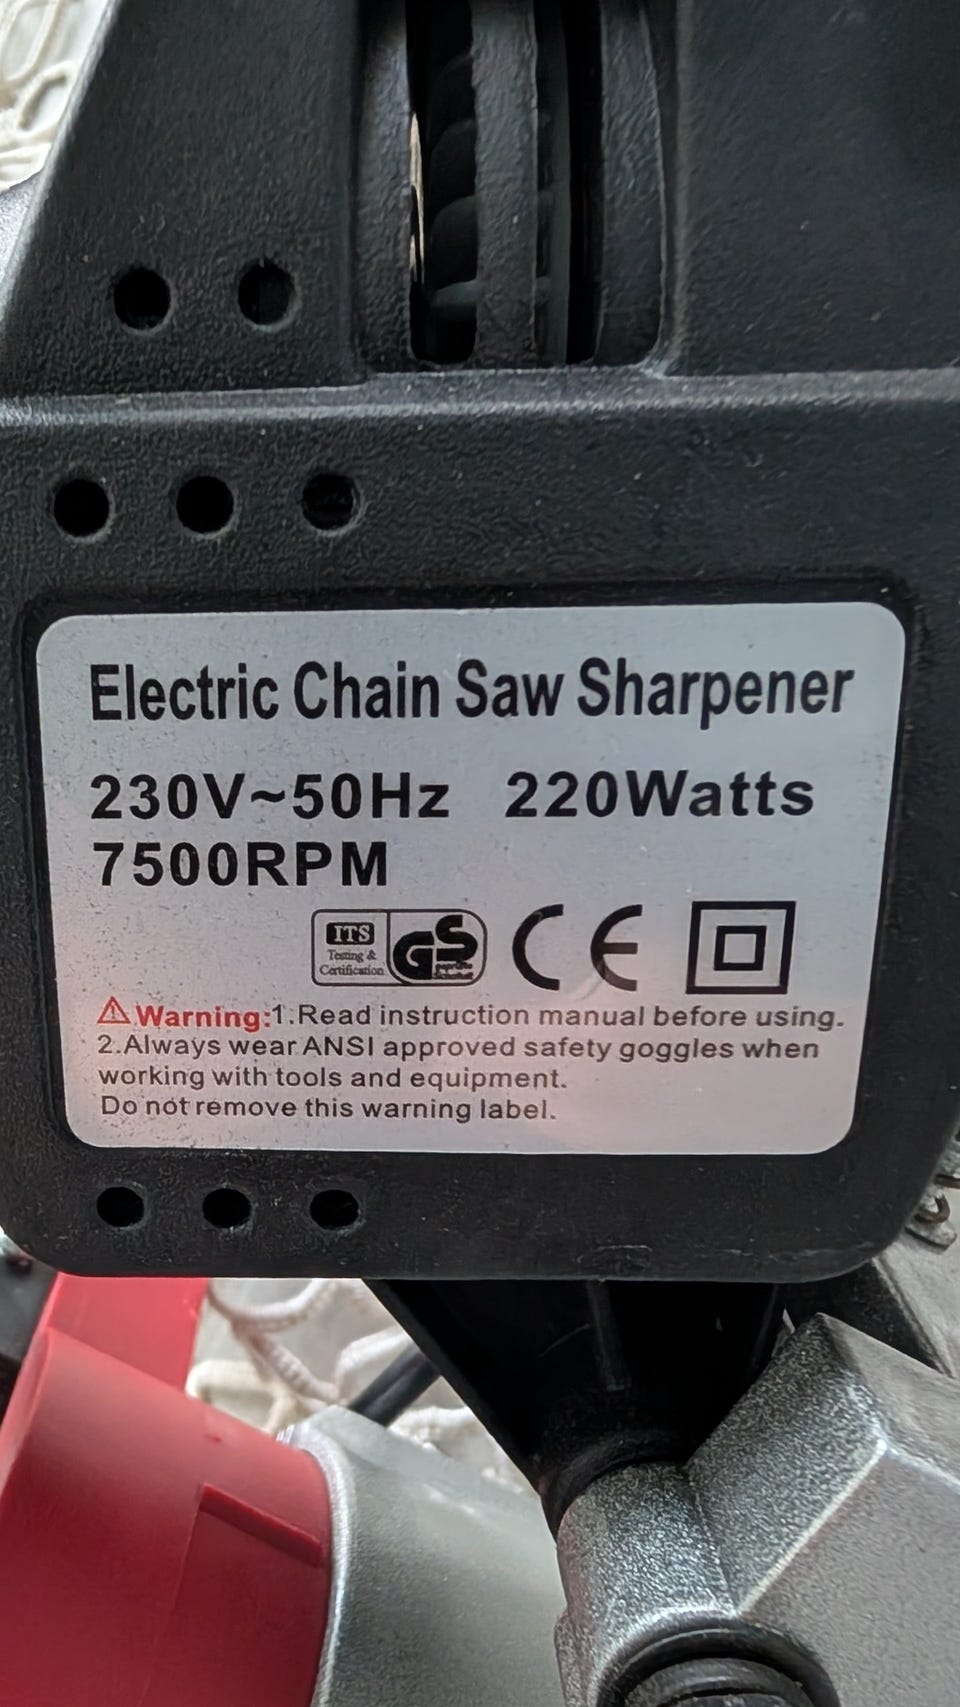 Electric Chain Saw Sharpener
230V~50Hz 220Watts
7500RPM
ITS
Testing &
Certification
GS
CE
Warning:1.Read instruction manual before using.
2.Always wear ANSI approved safety goggles when
working with tools and equipment.
Do not remove this warning label.